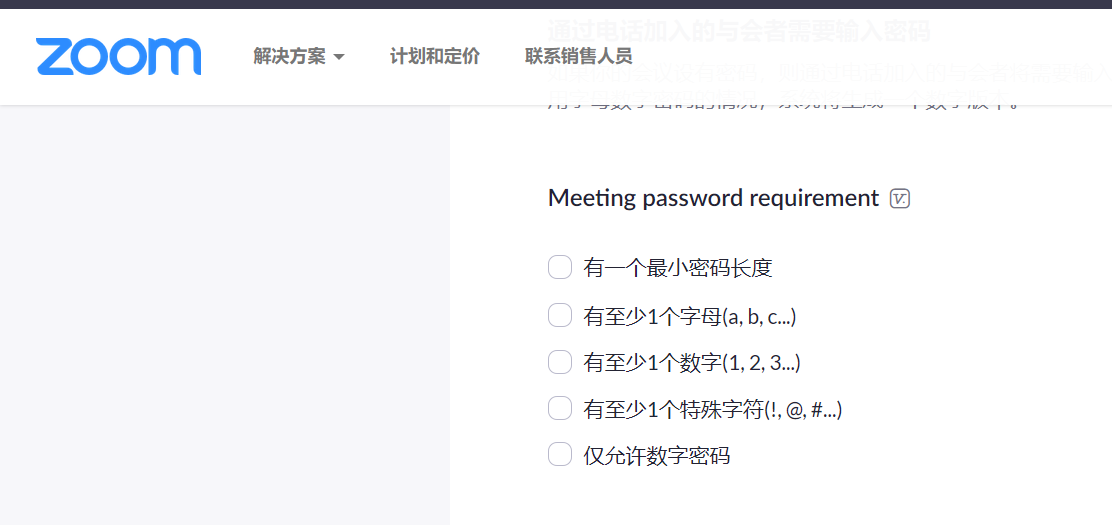 zoom
解决方案
计划和定价
联系销售人员
通过电话加入的与会者需要输入密码
Meeting password requirement
有一个最小密码长度
有至少1个字母(a, b, c...)
有至少1个数字(1, 2, 3...)
有至少1个特殊字符(!, @, #...)
仅允许数字密码